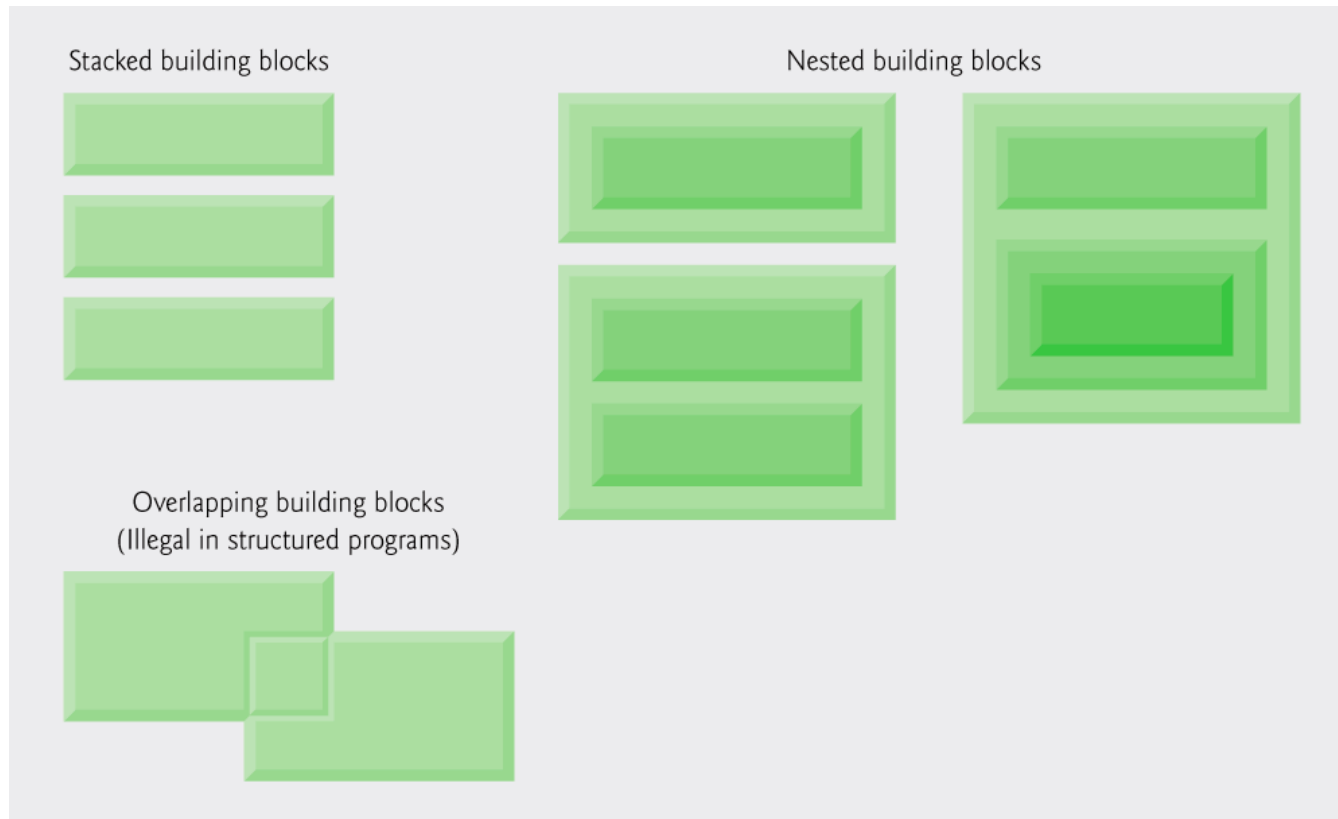 Stacked building blocks
Nested building blocks
Overlapping building blocks
(Illegal in structured programs)